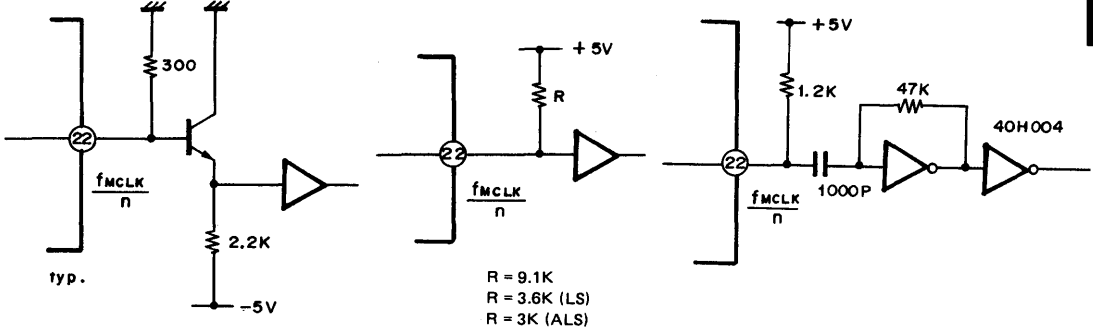 300
22
fMCLK
n
2.2K
typ.
-5V
+5V
R
22
fMCLK
n
R = 9.1K
R = 3.6K (LS)
R = 3K (ALS)
+5V
1.2K
47K
40H004
22
1000P
fMCLK
n